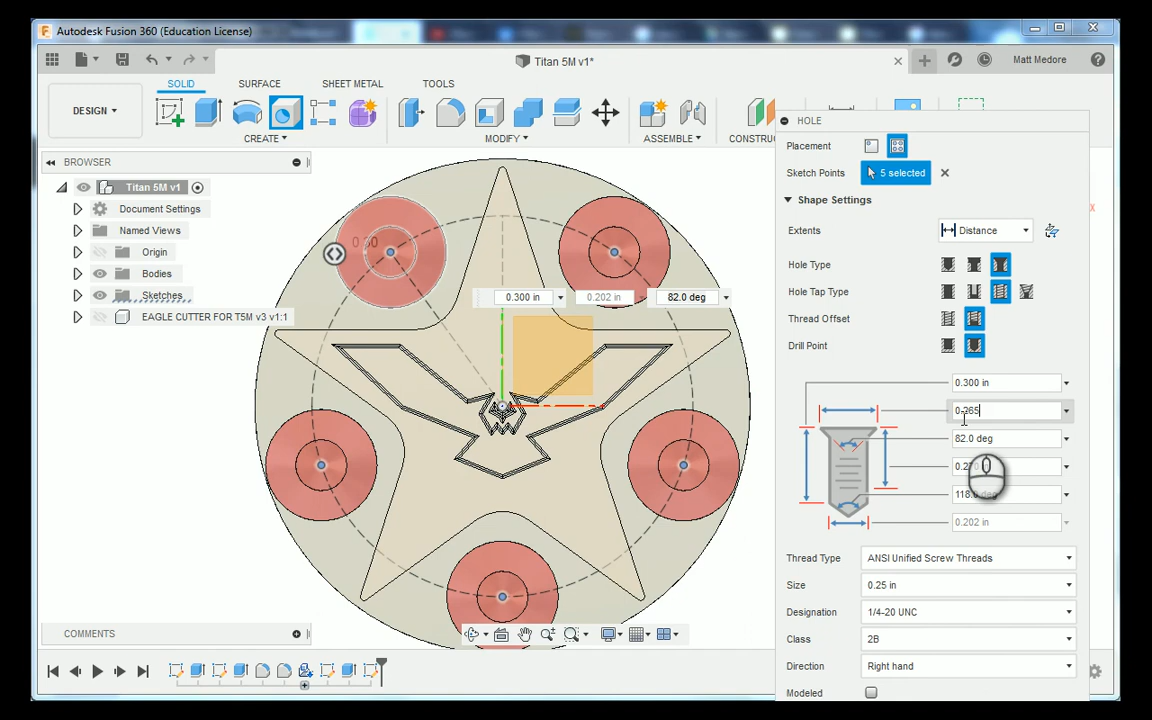 Autodesk Fusion 360 (Education License)
Titan 5M v1*
Matt Medore
DESIGN
SOLID
SURFACE
SHEET METAL
TOOLS
CREATE
MODIFY
ASSEMBLE
CONSTRU
BROWSER
Titan 5M v1
Document Settings
Named Views
Origin
Bodies
Sketches
EAGLE CUTTER FOR T5M v3 v1:1
0.300 in
0.202 in
82.0 deg
HOLE
Placement
Sketch Points
5 selected
Shape Settings
Extents
Distance
Hole Type
Hole Tap Type
Thread Offset
Drill Point
0.300 in
0.265
82.0 deg
118.
0.202 in
Thread Type
ANSI Unified Screw Threads
Size
0.25 in
Designation
1/4-20 UNC
Class
2B
Direction
Right hand
Modeled
COMMENTS